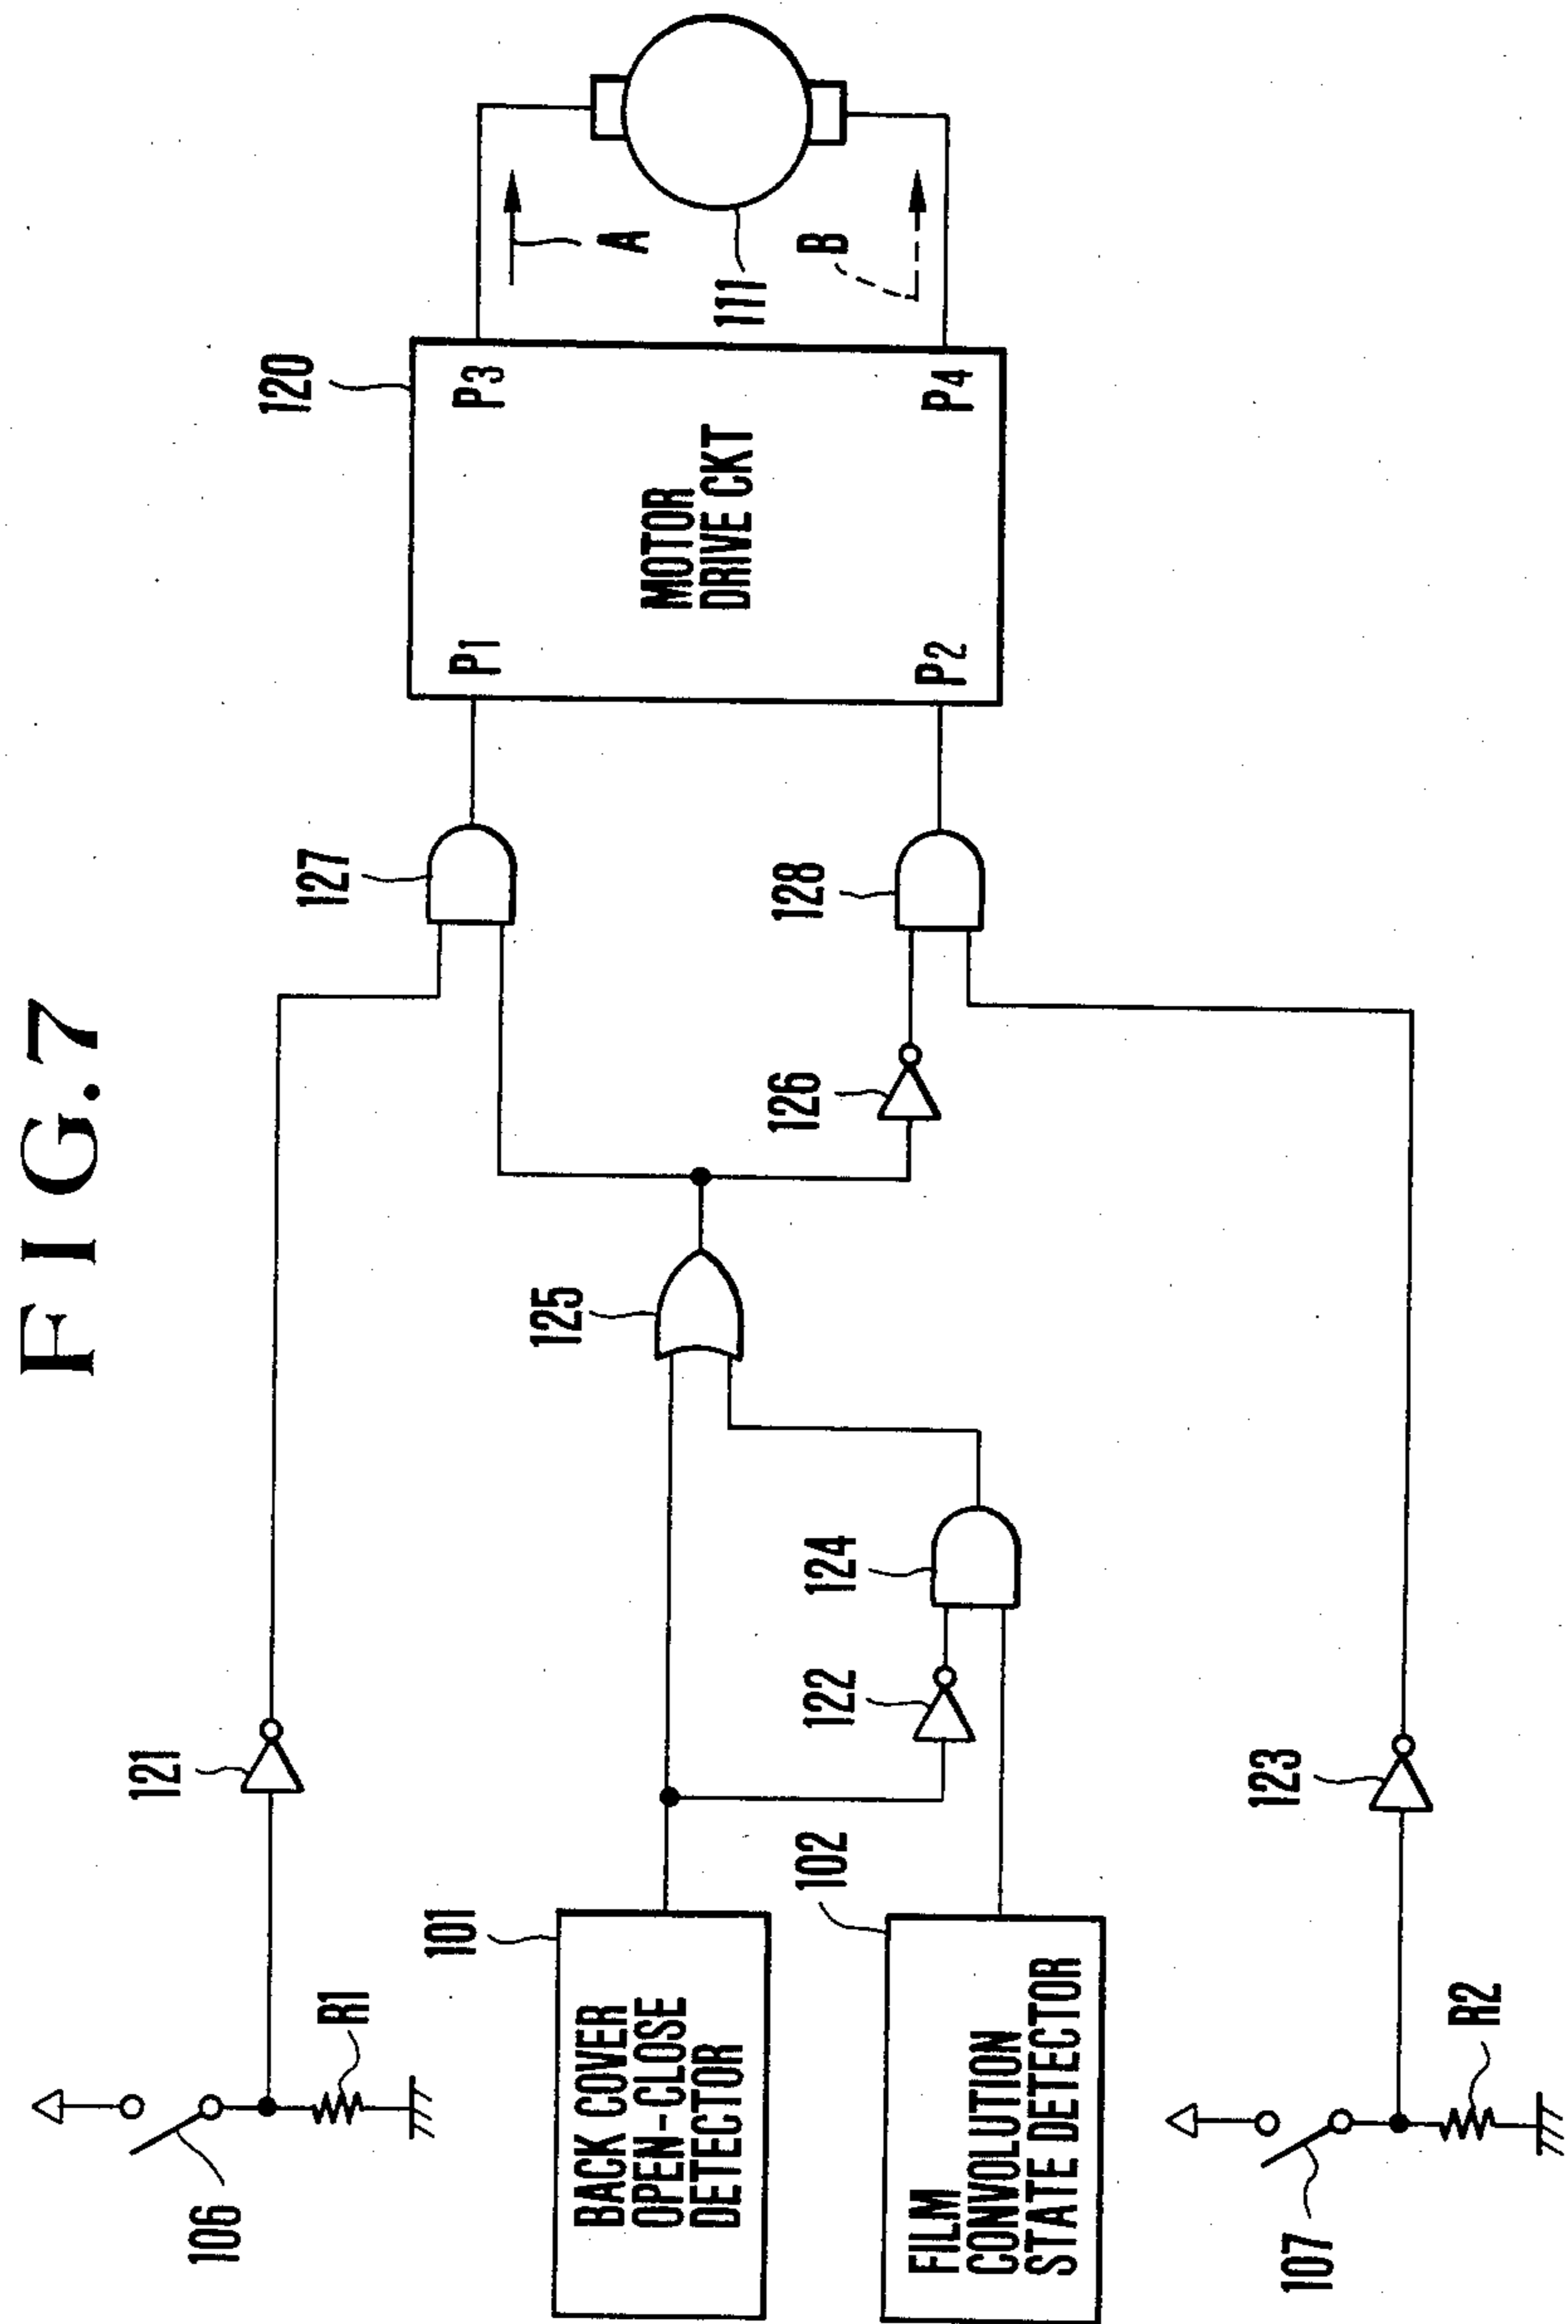 FIG.7
106
R1
121
127
120
P1
P3
MOTOR
DRIVE CKT
P2
P4
A
111
B
101
BACK COVER
OPEN-CLOSE
DETECTOR
125
126
128
102
FILM
CONVOLUTION
STATE DETECTOR
122
124
107
R2
123